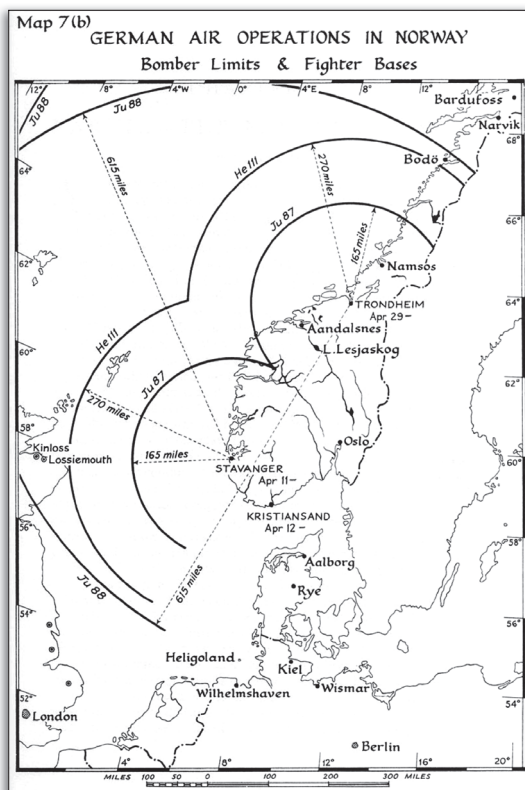 Map 7(b)
GERMAN AIR OPERATIONS IN NORWAY
Bomber Limits & Fighter Bases
12°
8°
4°W
0°
4°E
8°
12°
Ju 88
Ju 88
Bardufoss
Narvik
68°
64°
He 111
270 miles
Bodö
615 miles
Ju 87
165 miles
66°
62°
Namsos
TRONDHEIM
Apr 29–
64°
He 111
Aandalsnes
L. Lesjaskog
60°
Ju 87
62°
270 miles
58°
Kinloss
Lossiemouth
165 miles
Oslo
60°
STAVANGER
Apr 11–
KRISTIANSAND
Apr 12–
56°
58°
Ju 88
615 miles
Aalborg
Rye
54°
56°
Heligoland
Kiel
52°
Wilhelmshaven
Wismar
54°
London
Berlin
4°
8°
12°
16°
20°
MILES 100 50 0 100 200 300 MILES